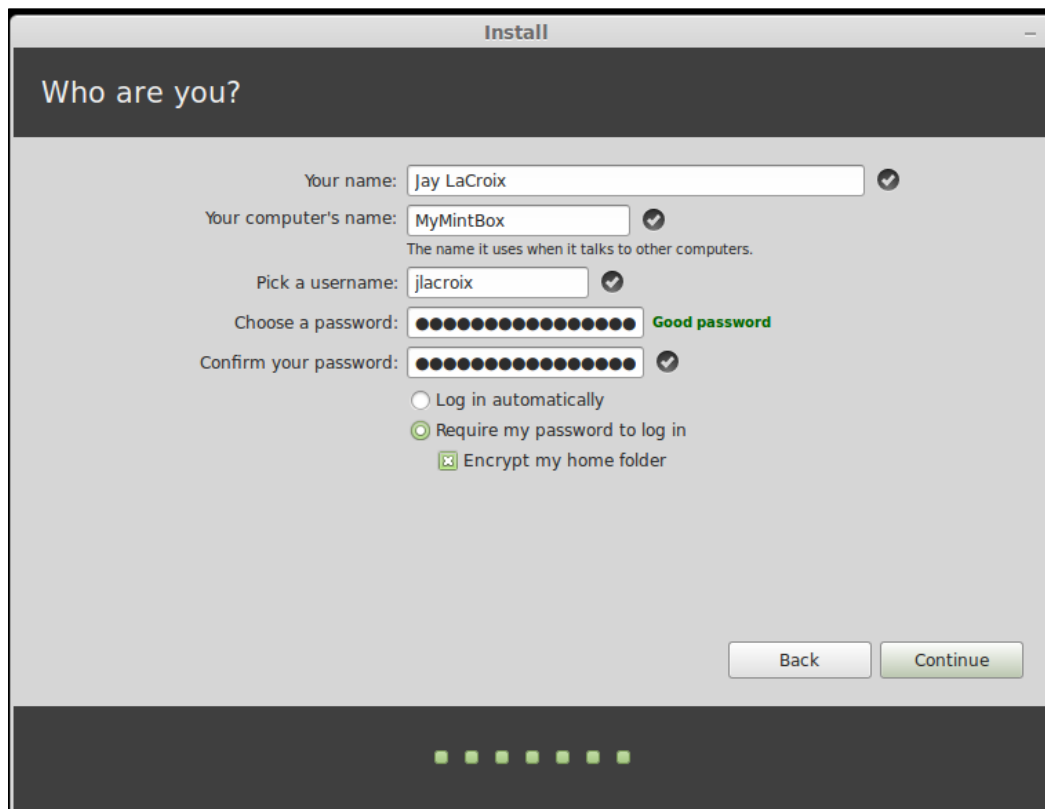 Install
Who are you?
Your name: Jay LaCroix
Your computer's name: MyMintBox
The name it uses when it talks to other computers.
Pick a username: jlacroix
Choose a password: ●●●●●●●●●●●●●●●● Good password
Confirm your password: ●●●●●●●●●●●●●●●●
Log in automatically
Require my password to log in
Encrypt my home folder
Back Continue